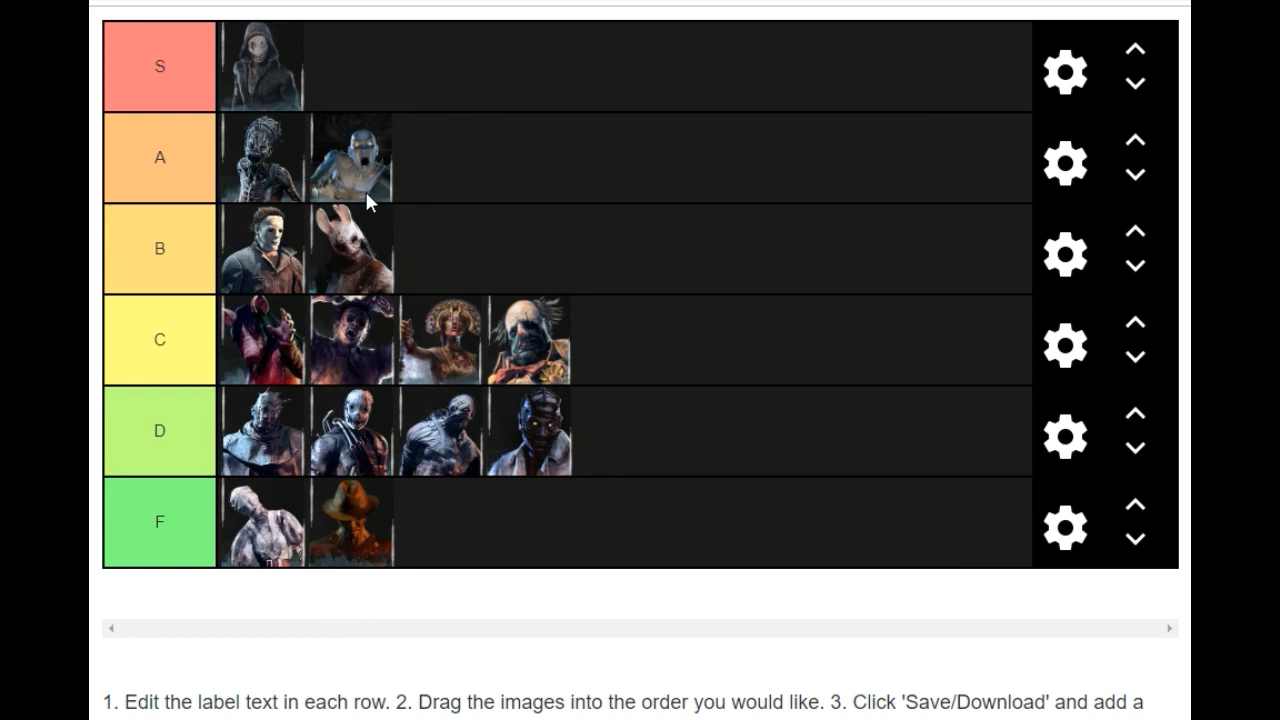 S
A
B
C
D
F
1. Edit the label text in each row. 2. Drag the images into the order you would like. 3. Click 'Save/Download' and add a